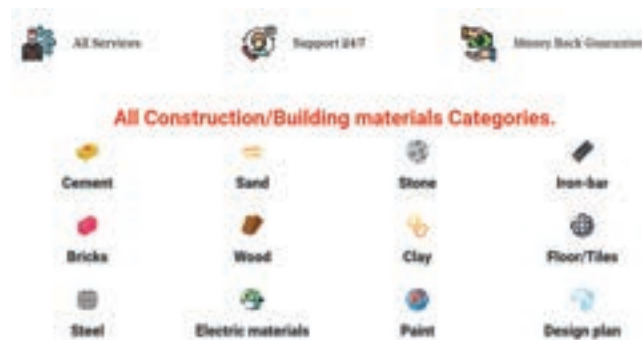 All Services Support 24/7 Money Back Guarantee
All Construction/Building materials Categories.
Cement Sand Stone Iron-bar
Bricks Wood Clay Floor/Tiles
Steel Electric materials Paint Design plan